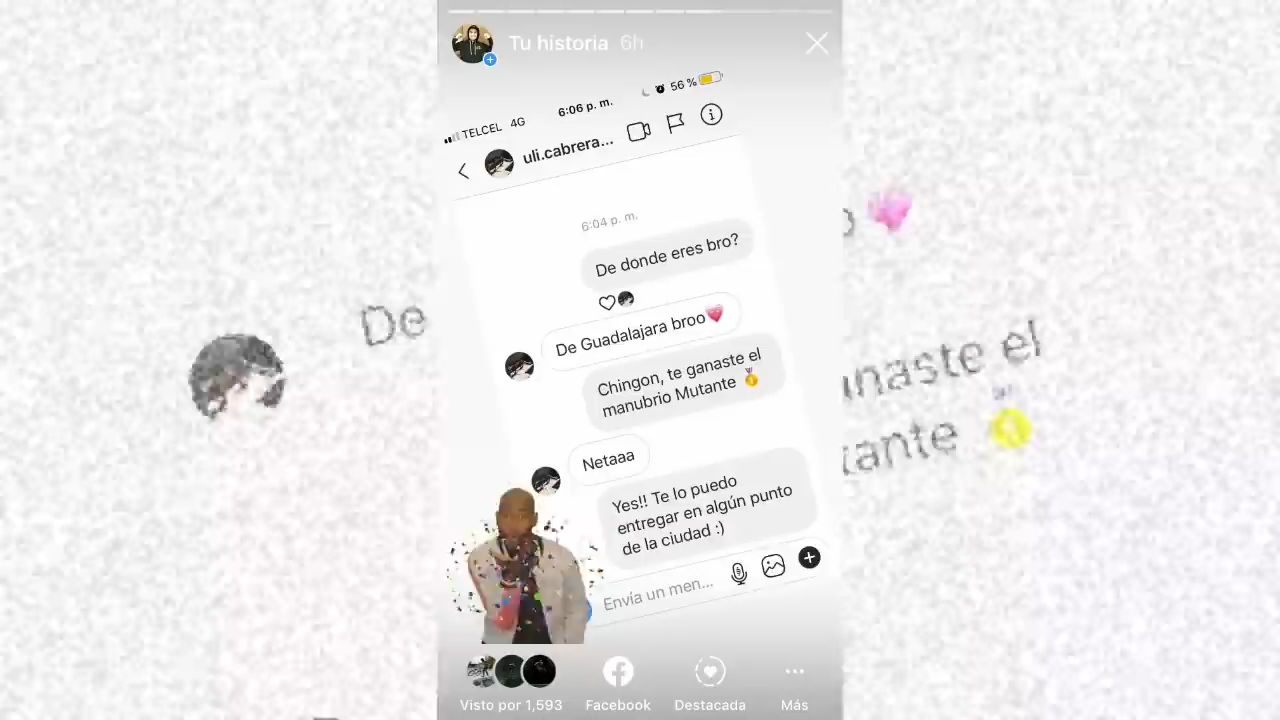 Tu historia 6h
TELCEL 4G 6:06 p. m. 56 %
uli.cabrera...
6:04 p. m.
De donde eres bro?
De Guadalajara broo💗
Chingon, te ganaste el
manubrio Mutante 🏅
Netaaa
Yes!! Te lo puedo
entregar en algún punto
de la ciudad :)
Envía un men...
Visto por 1,593 Facebook Destacada Más
De
naste el
tante